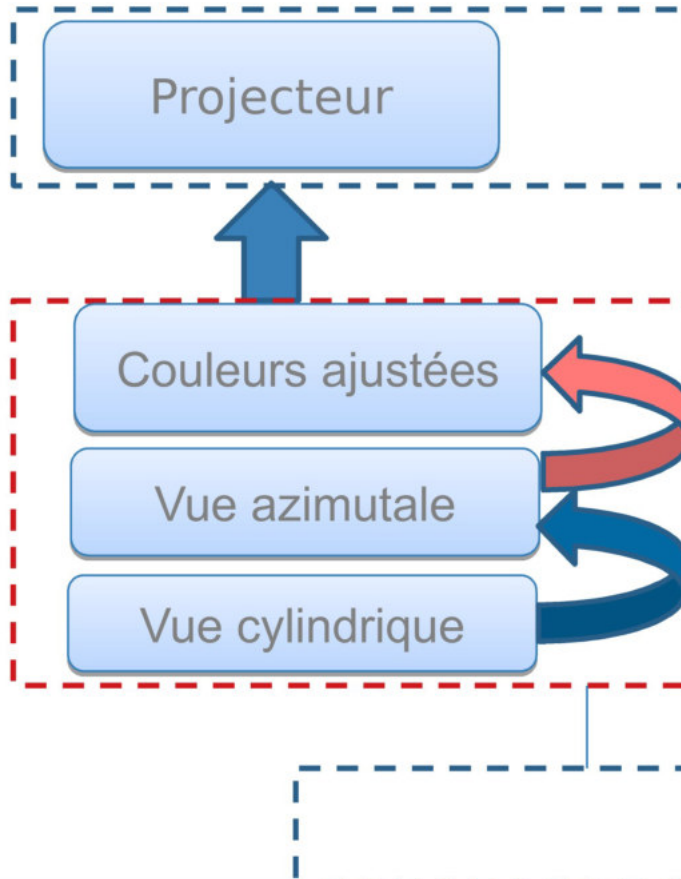 Projecteur
Couleurs ajustées
Vue azimutale
Vue cylindrique